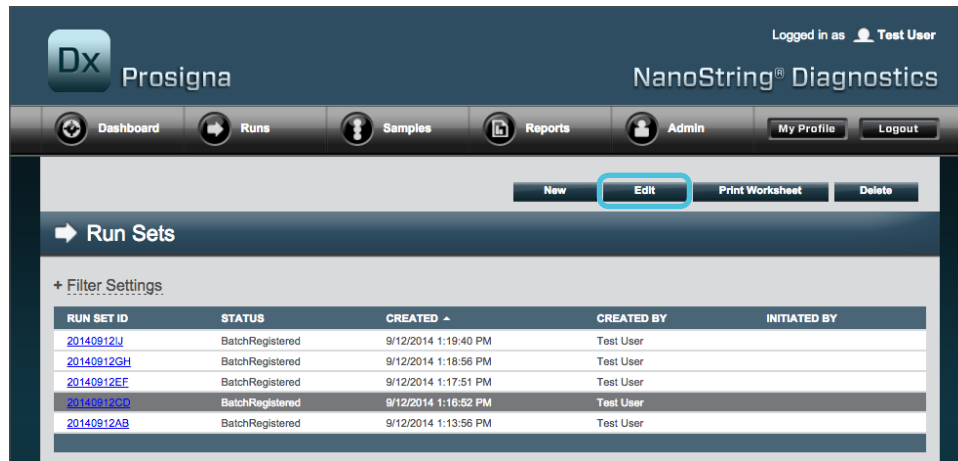 Logged in as Test User
Dx Prosigna
NanoString® Diagnostics
Dashboard Runs Samples Reports Admin My Profile Logout
New Edit Print Worksheet Delete
Run Sets
+ Filter Settings
RUN SET ID STATUS CREATED CREATED BY INITIATED BY
20140912IJ BatchRegistered 9/12/2014 1:19:40 PM Test User
20140912GH BatchRegistered 9/12/2014 1:18:56 PM Test User
20140912EF BatchRegistered 9/12/2014 1:17:51 PM Test User
20140912CD BatchRegistered 9/12/2014 1:16:52 PM Test User
20140912AB BatchRegistered 9/12/2014 1:13:56 PM Test User